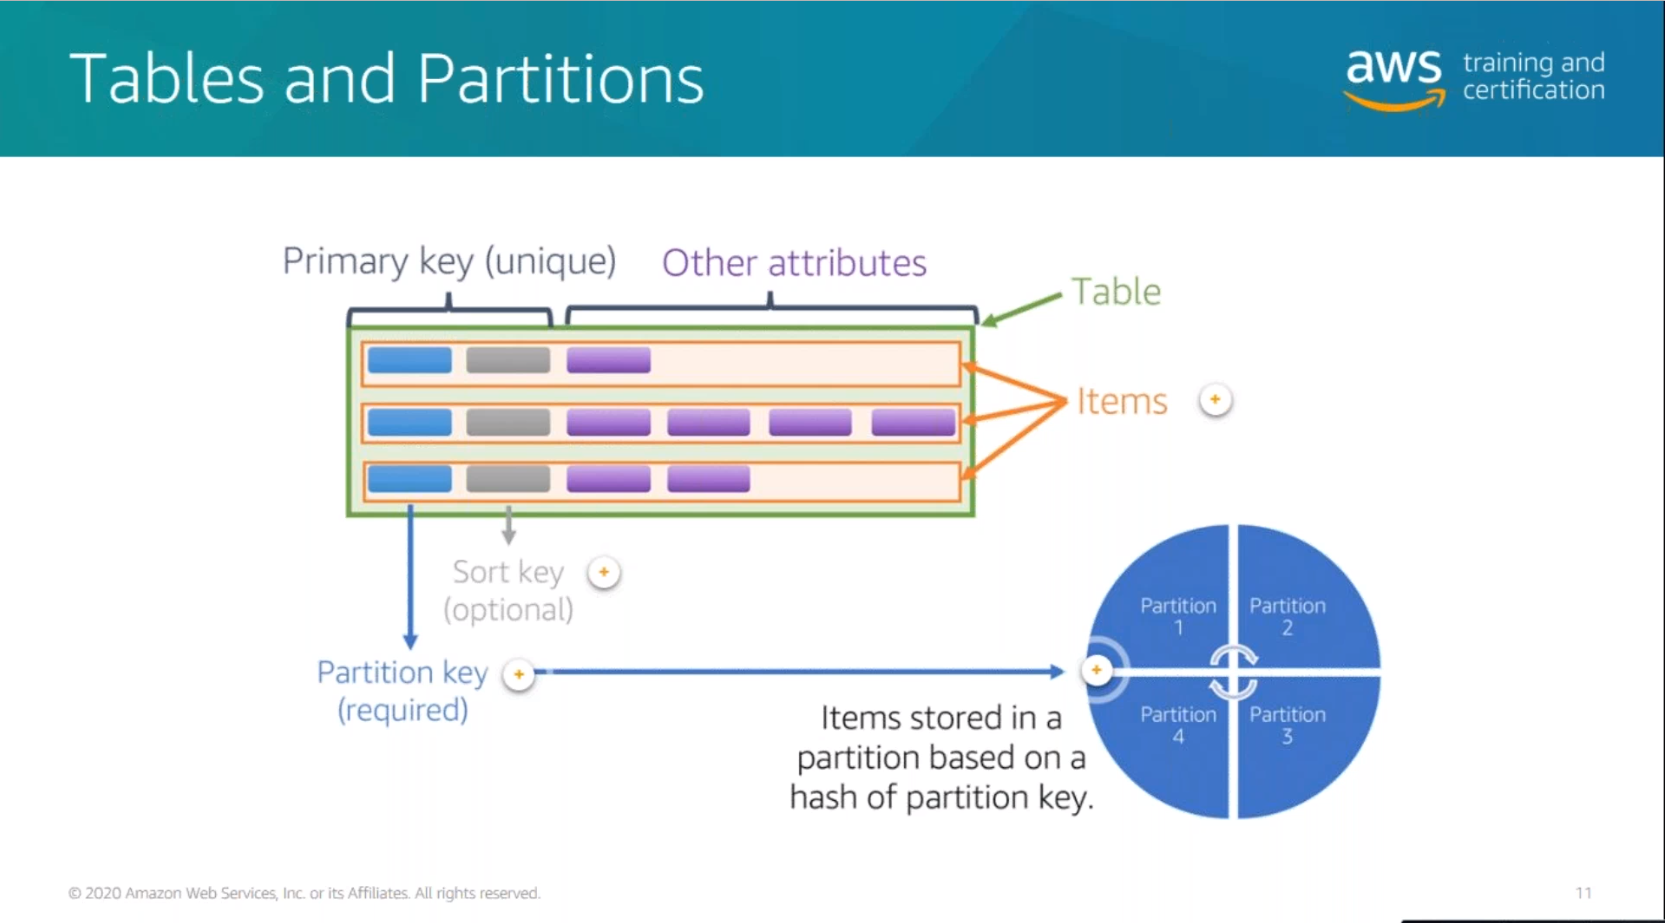 Tables and Partitions
aws
training and
certification
Primary key (unique)
Other attributes
Table
Items
+
Sort key
(optional)
+
Partition key
(required)
+
+
Items stored in a
partition based on a
hash of partition key.
Partition
1
Partition
2
Partition
4
Partition
3
© 2020 Amazon Web Services, Inc. or its Affiliates. All rights reserved.
11